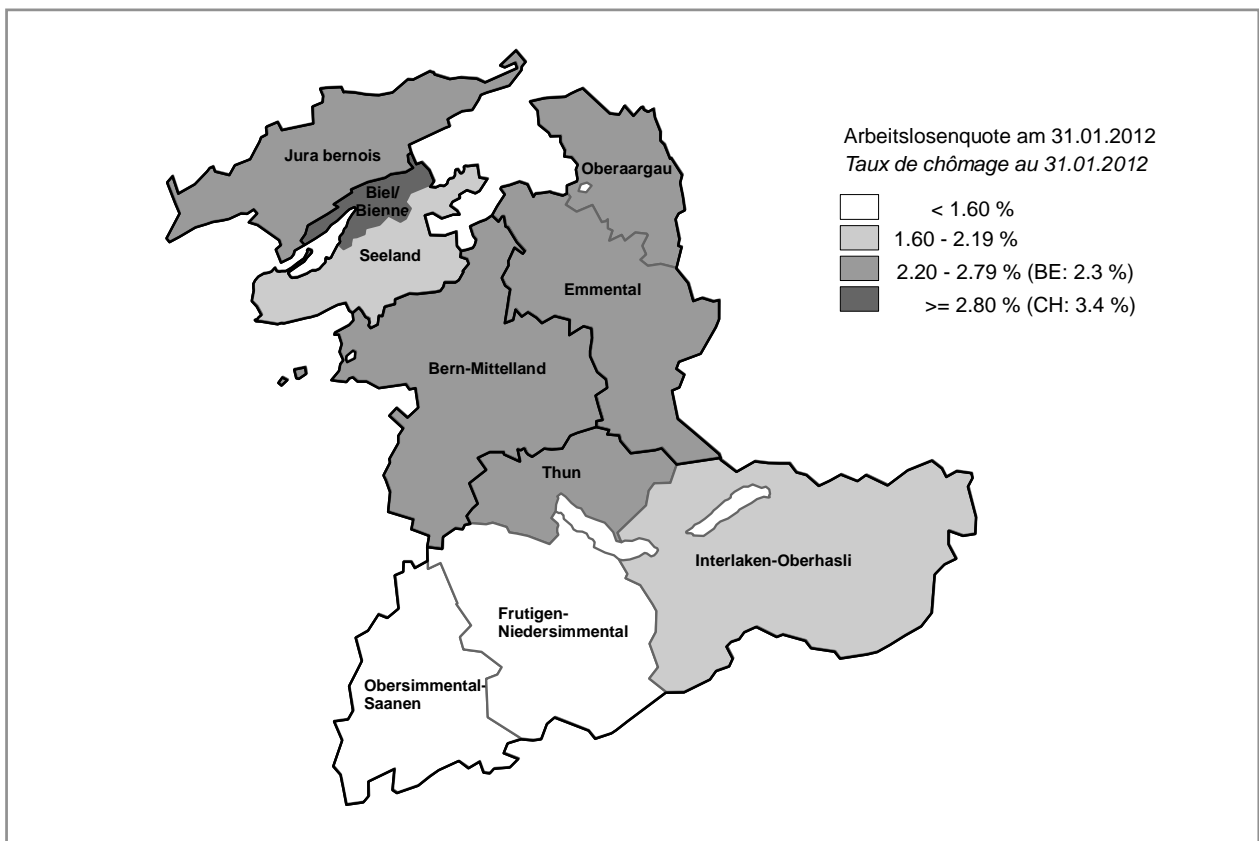 Arbeitslosenquote am 31.01.2012
Taux de chômage au 31.01.2012
< 1.60 %
1.60 - 2.19 %
2.20 - 2.79 % (BE: 2.3 %)
>= 2.80 % (CH: 3.4 %)
Jura bernois
Oberaargau
Biel/
Bienne
Seeland
Emmental
Bern-Mittelland
Thun
Interlaken-Oberhasli
Frutigen-
Niedersimmental
Obersimmental-
Saanen